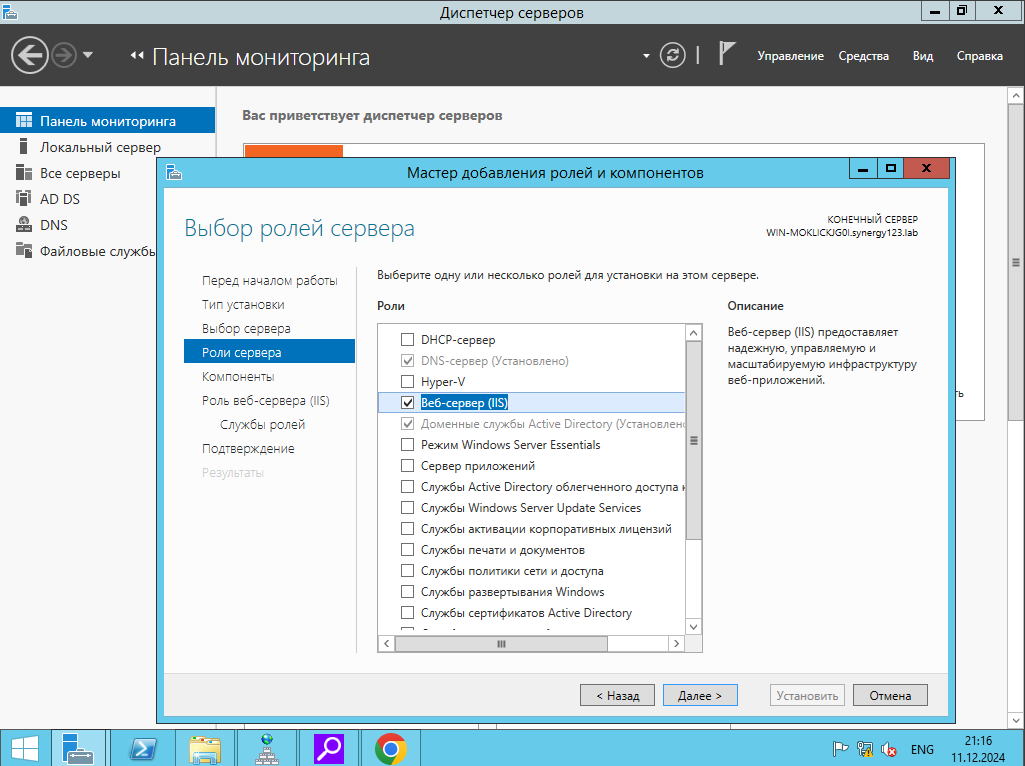 Диспетчер серверов
Панель мониторинга
Управление Средства Вид Справка
Панель мониторинга
Локальный сервер
Все серверы
AD DS
DNS
Файловые службы
Вас приветствует диспетчер серверов
Мастер добавления ролей и компонентов
Выбор ролей сервера
КОНЕЧНЫЙ СЕРВЕР
WIN-MOKLICKJG0I.synergy123.lab
Перед началом работы
Тип установки
Выбор сервера
Роли сервера
Компоненты
Роль веб-сервера (IIS)
Службы ролей
Подтверждение
Результаты
Выберите одну или несколько ролей для установки на этом сервере.
Роли
DHCP-сервер
DNS-сервер (Установлено)
Hyper-V
Веб-сервер (IIS)
Доменные службы Active Directory (Установлено
Режим Windows Server Essentials
Сервер приложений
Службы Active Directory облегченного доступа к
Службы Windows Server Update Services
Службы активации корпоративных лицензий
Службы печати и документов
Службы политики сети и доступа
Службы развертывания Windows
Службы сертификатов Active Directory
Описание
Веб-сервер (IIS) предоставляет
надежную, управляемую и
масштабируемую инфраструктуру
веб-приложений.
ть
< Назад Далее > Установить Отмена
ENG
21:16
11.12.2024